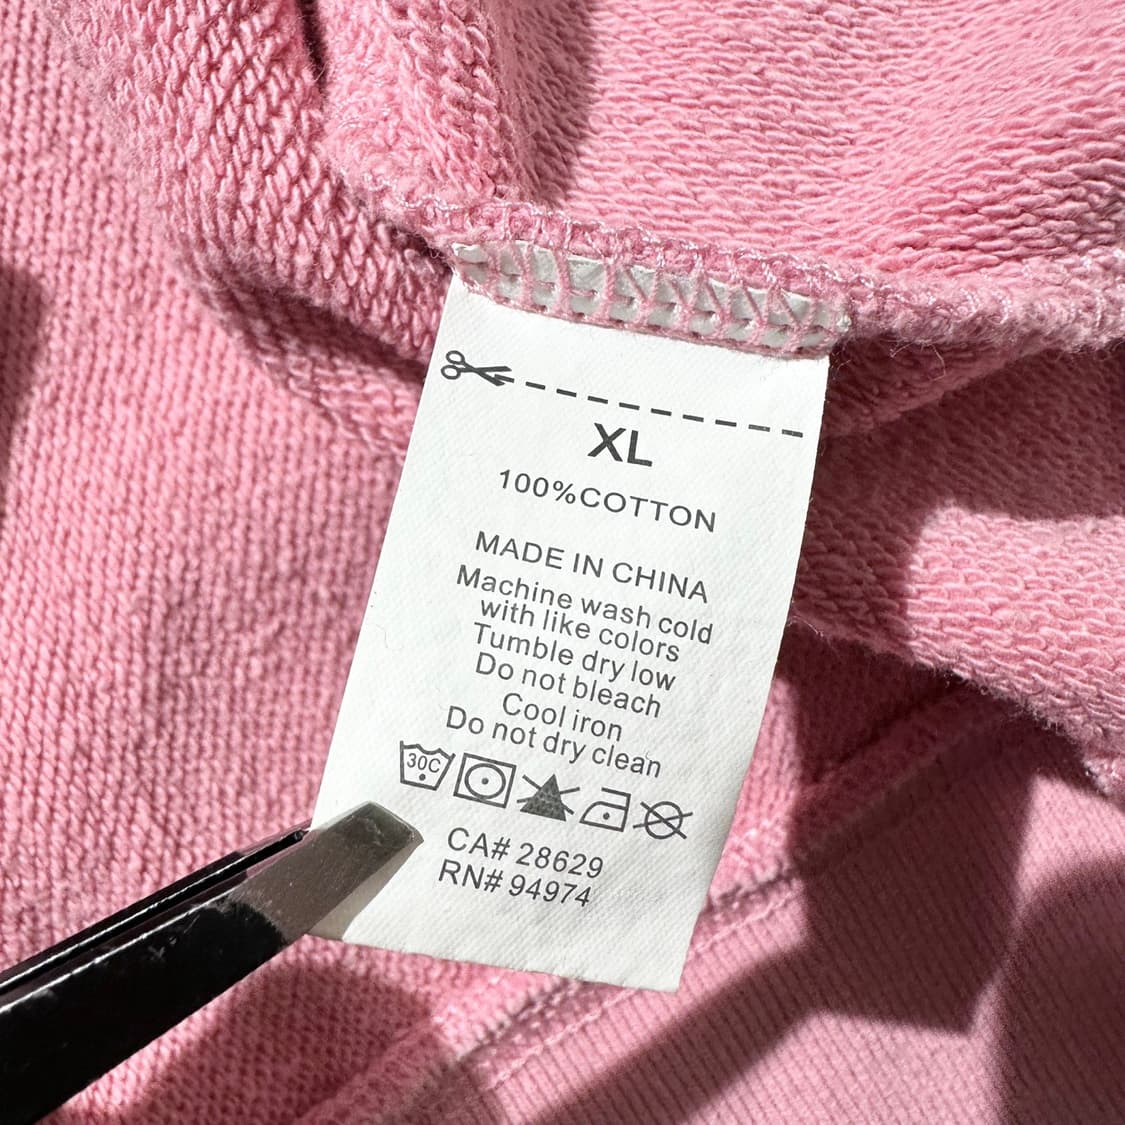 XL
100%COTTON
MADE IN CHINA
Machine wash cold
with like colors
Tumble dry low
Do not bleach
Cool iron
Do not dry clean
30C
CA# 28629
RN# 94974